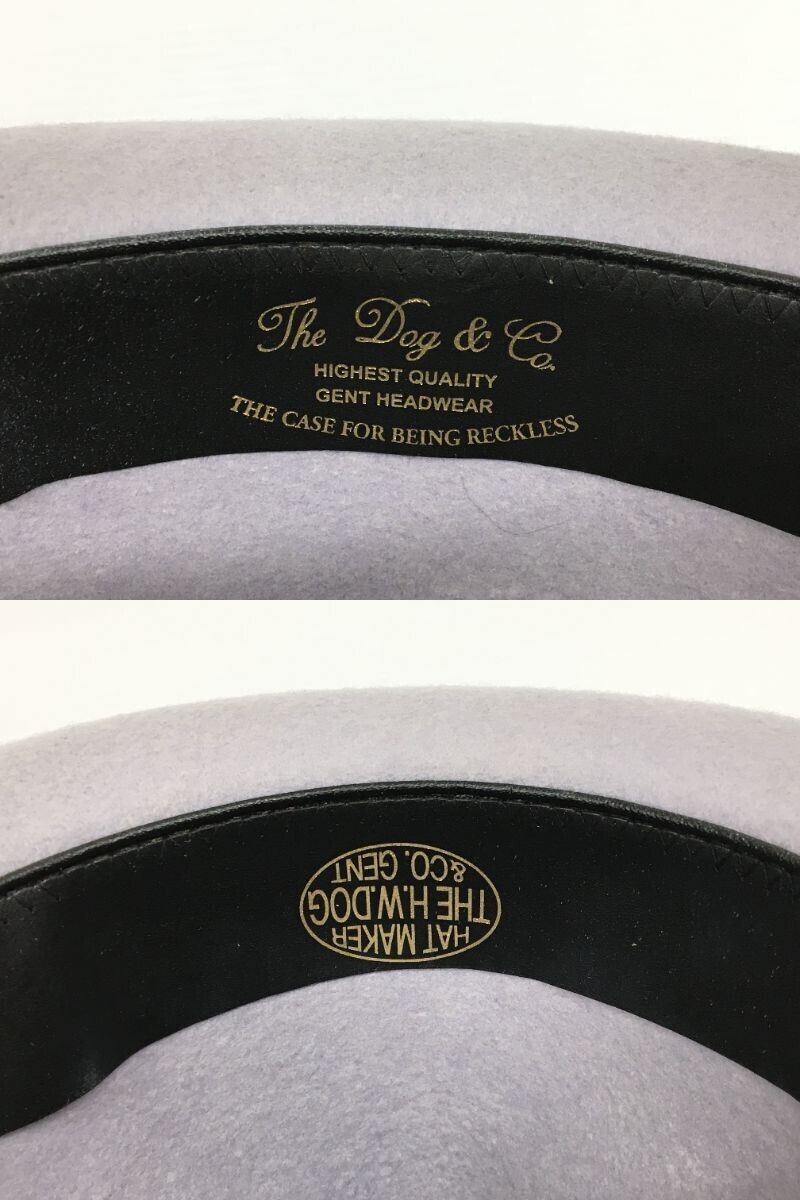 The Dog & Co.
HIGHEST QUALITY
GENT HEADWEAR
THE CASE FOR BEING RECKLESS
HAT MAKER
THE H.W.DOG
&CO. GENT